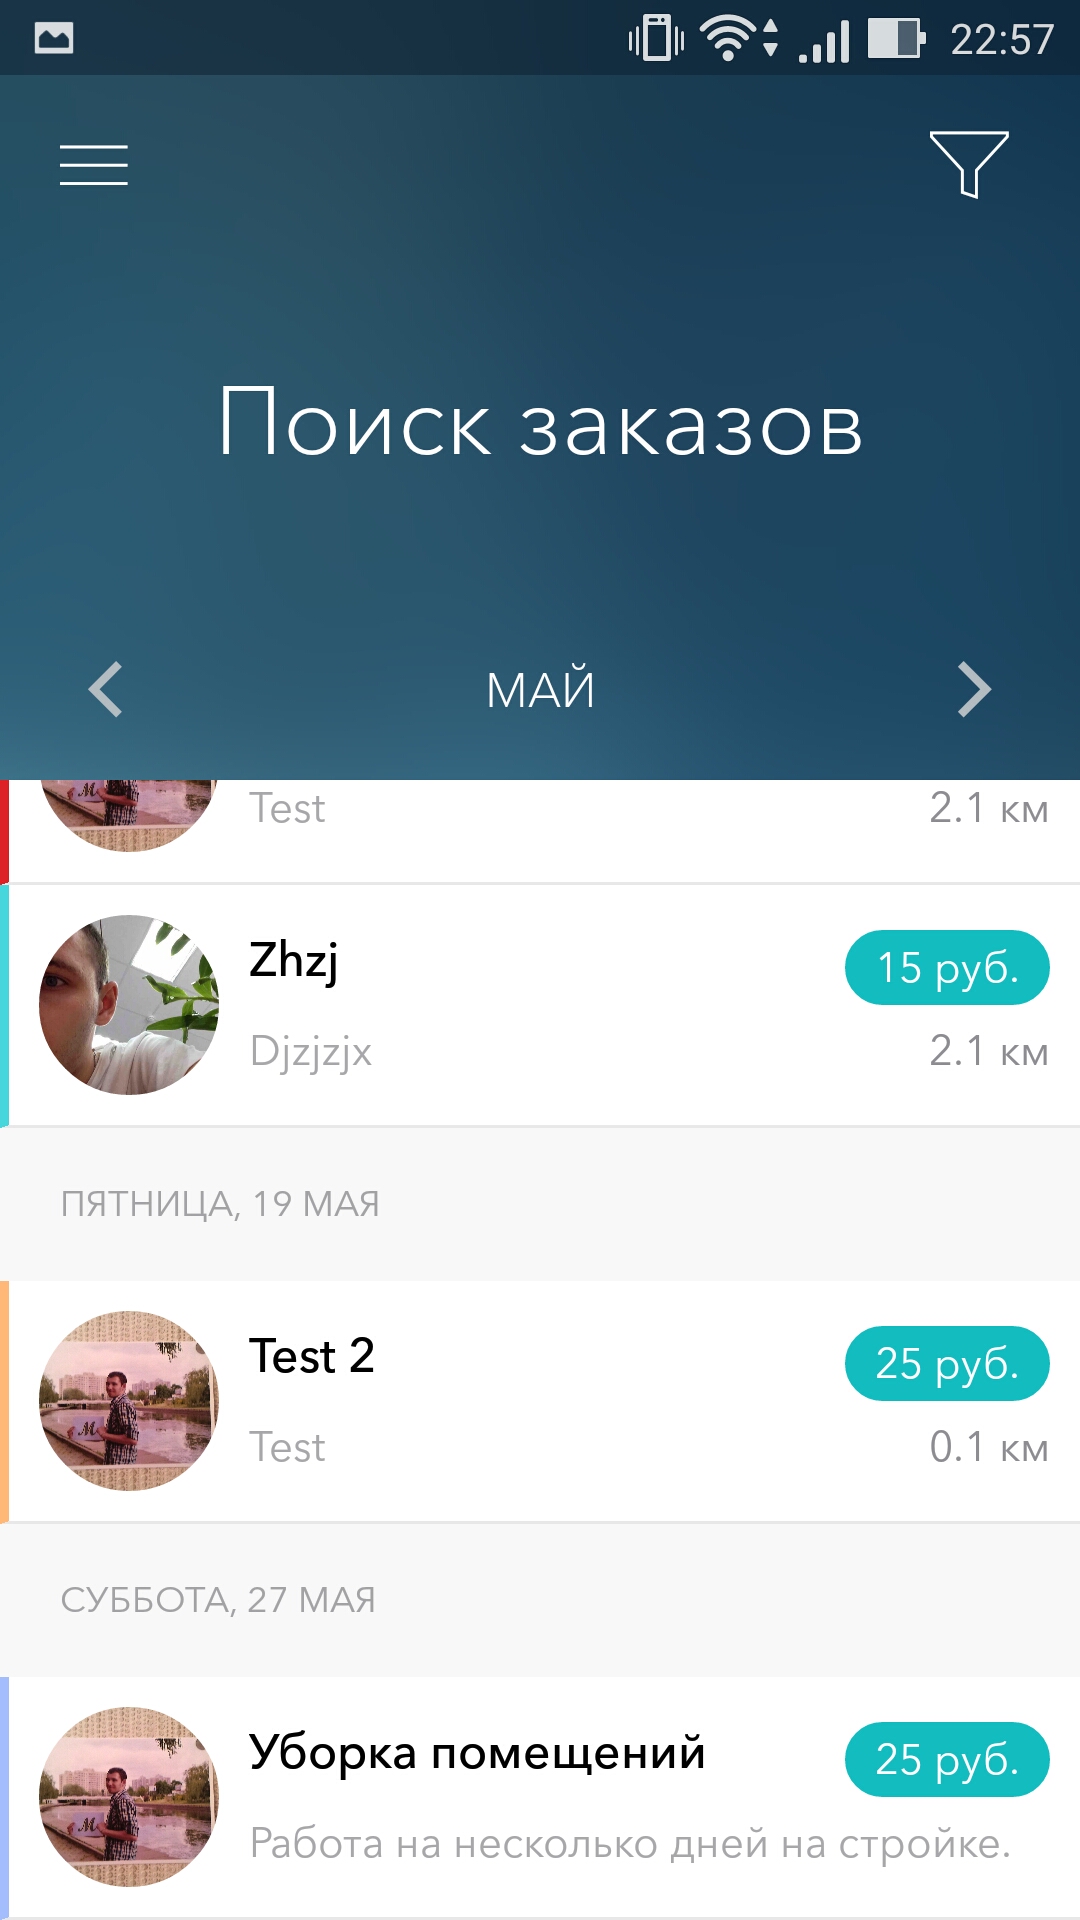 22:57
Поиск заказов
МАЙ
Test
2.1 км
Zhzj
15 руб.
Djzjzjx
2.1 км
ПЯТНИЦА, 19 МАЯ
Test 2
25 руб.
Test
0.1 км
СУББОТА, 27 МАЯ
Уборка помещений
25 руб.
Работа на несколько дней на стройке.